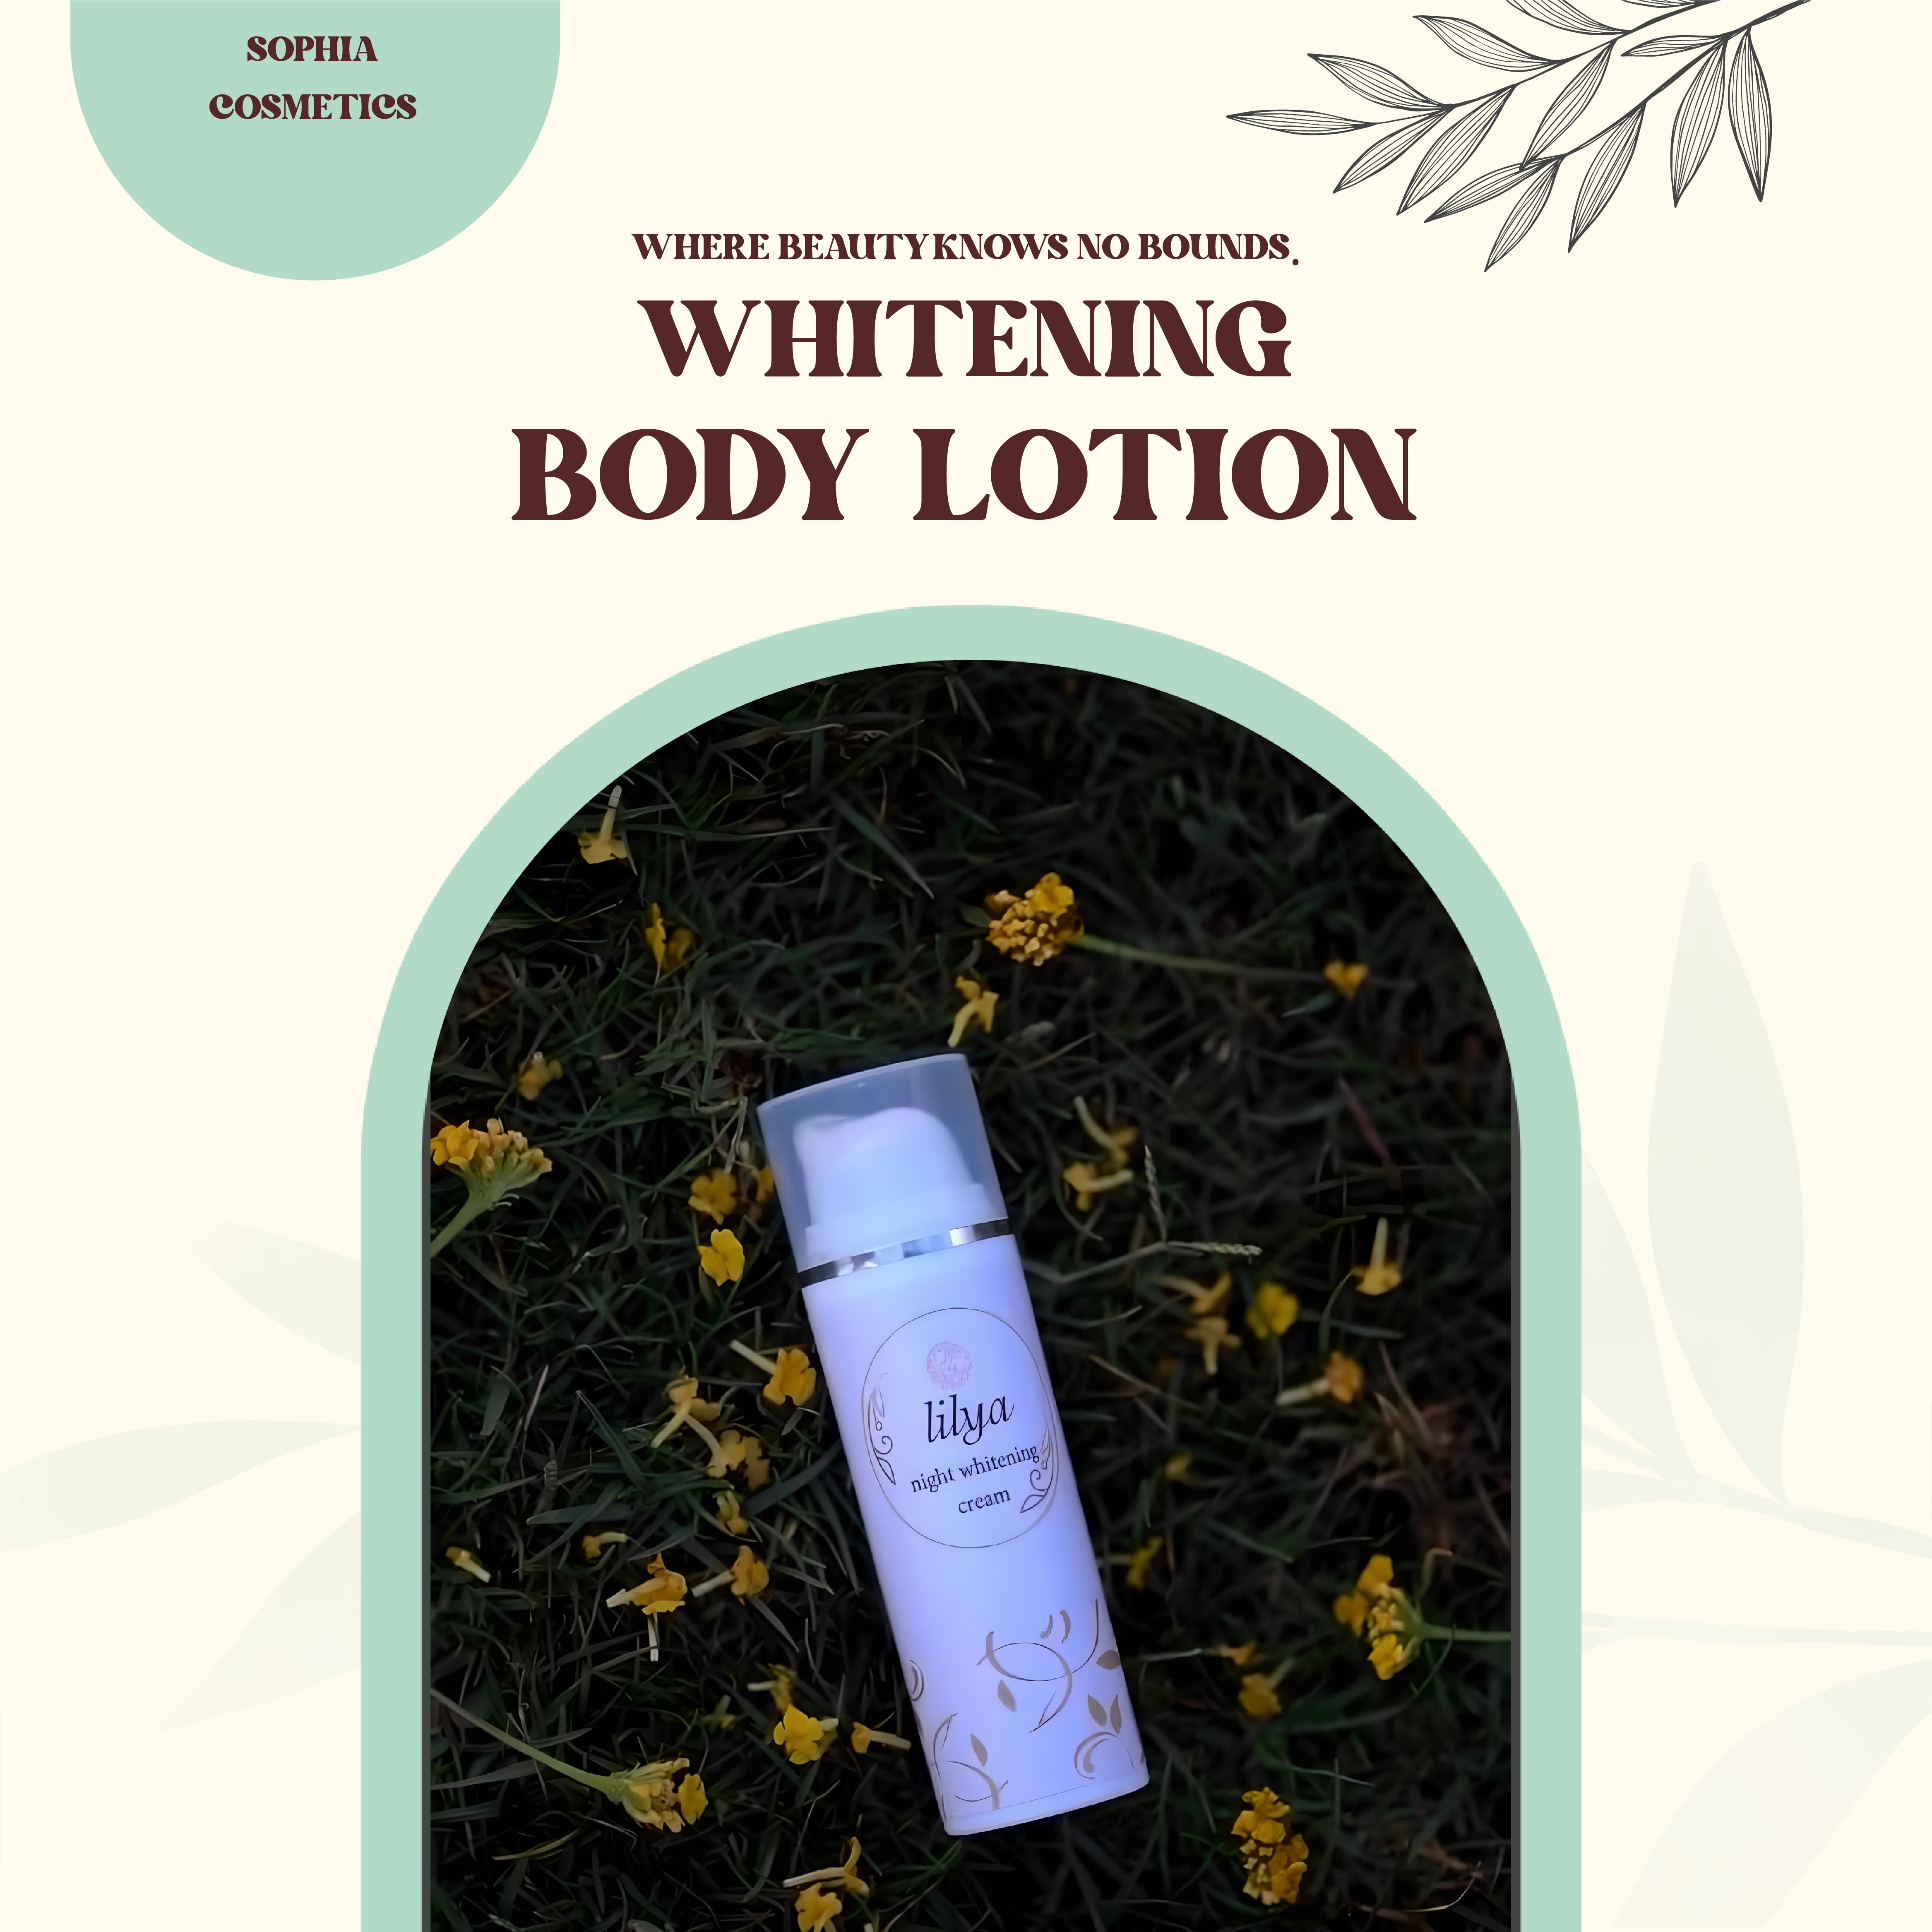 SOPHIA
COSMETICS
WHERE BEAUTY KNOWS NO BOUNDS.
WHITENING
BODY LOTION
lilya
night whitening
cream